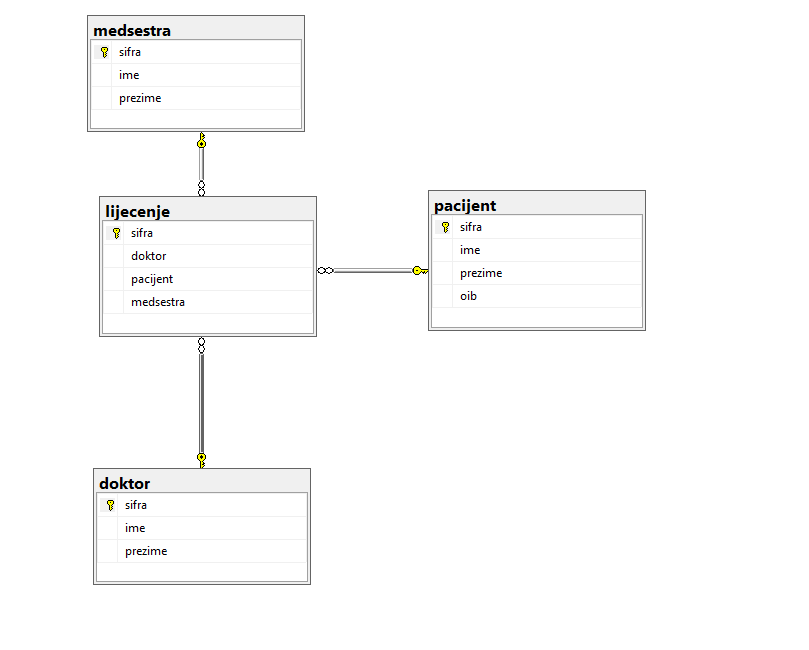 medsestra
sifra
ime
prezime
lijecenje
sifra
doktor
pacijent
medsestra
pacijent
sifra
ime
prezime
oib
doktor
sifra
ime
prezime